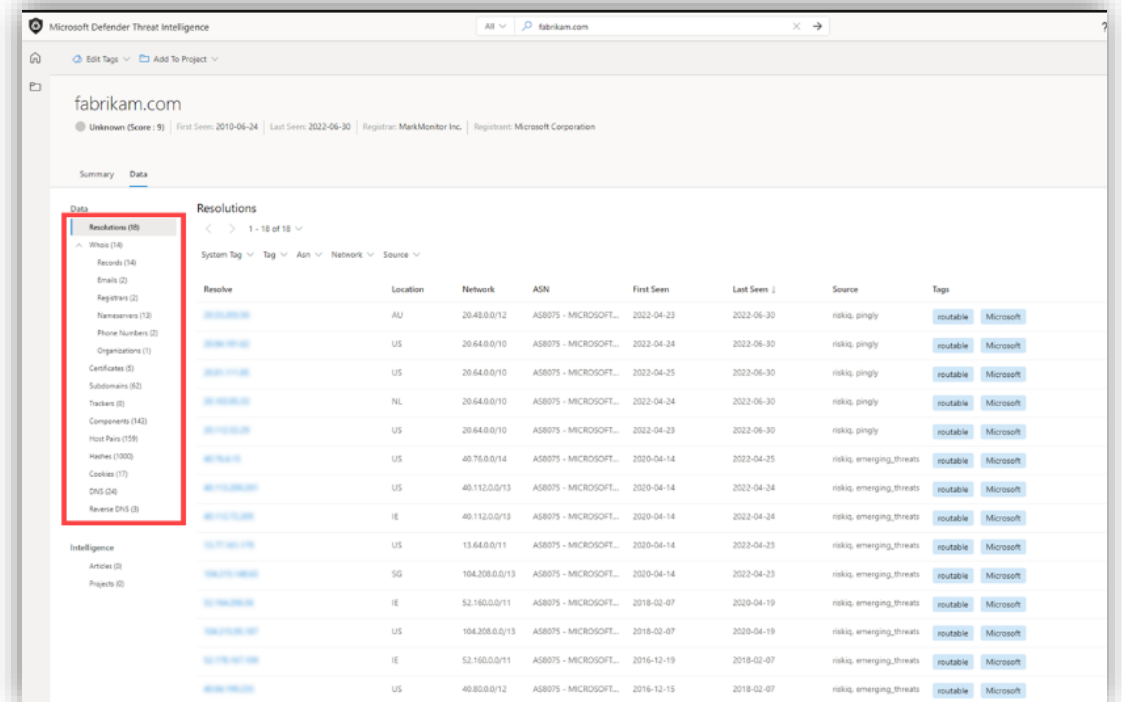 Microsoft Defender Threat Intelligence
All
fabrikam.com
?
Edit Tags Add To Project
fabrikam.com
Unknown (Score : 9) First Seen: 2010-06-24 Last Seen: 2022-06-30 Registrar: MarkMonitor Inc. Registrant: Microsoft Corporation
Summary Data
Data
Resolutions (18)
Whois (14)
Records (14)
Emails (2)
Registrars (2)
Nameservers (13)
Phone Numbers (2)
Organizations (1)
Certificates (5)
Subdomains (62)
Trackers (0)
Components (142)
Host Pairs (159)
Hashes (1000)
Cookies (17)
DNS (24)
Reverse DNS (3)
Intelligence
Articles (0)
Projects (0)
Resolutions
1 - 18 of 18
System Tag Tag Asn Network Source
Resolve Location Network ASN First Seen Last Seen ↓ Source Tags
AU 20.48.0.0/12 AS8075 - MICROSOFT... 2022-04-23 2022-06-30 riskiq, pingly routable Microsoft
US 20.64.0.0/10 AS8075 - MICROSOFT... 2022-04-24 2022-06-30 riskiq, pingly routable Microsoft
US 20.64.0.0/10 AS8075 - MICROSOFT... 2022-04-25 2022-06-30 riskiq, pingly routable Microsoft
NL 20.64.0.0/10 AS8075 - MICROSOFT... 2022-04-24 2022-06-30 riskiq, pingly routable Microsoft
US 20.64.0.0/10 AS8075 - MICROSOFT... 2022-04-23 2022-06-30 riskiq, pingly routable Microsoft
US 40.76.0.0/14 AS8075 - MICROSOFT... 2020-04-14 2022-04-25 riskiq, emerging_threats routable Microsoft
US 40.112.0.0/13 AS8075 - MICROSOFT... 2020-04-14 2022-04-24 riskiq, emerging_threats routable Microsoft
IE 40.112.0.0/13 AS8075 - MICROSOFT... 2020-04-14 2022-04-24 riskiq, emerging_threats routable Microsoft
US 13.64.0.0/11 AS8075 - MICROSOFT... 2020-04-14 2022-04-23 riskiq, emerging_threats routable Microsoft
SG 104.208.0.0/13 AS8075 - MICROSOFT... 2020-04-14 2022-04-23 riskiq, emerging_threats routable Microsoft
IE 52.160.0.0/11 AS8075 - MICROSOFT... 2018-02-07 2020-04-19 riskiq, emerging_threats routable Microsoft
US 104.208.0.0/13 AS8075 - MICROSOFT... 2018-02-07 2020-04-19 riskiq, emerging_threats routable Microsoft
IE 52.160.0.0/11 AS8075 - MICROSOFT... 2016-12-19 2018-02-07 riskiq, emerging_threats routable Microsoft
US 40.80.0.0/12 AS8075 - MICROSOFT... 2016-12-15 2018-02-07 riskiq, emerging_threats routable Microsoft